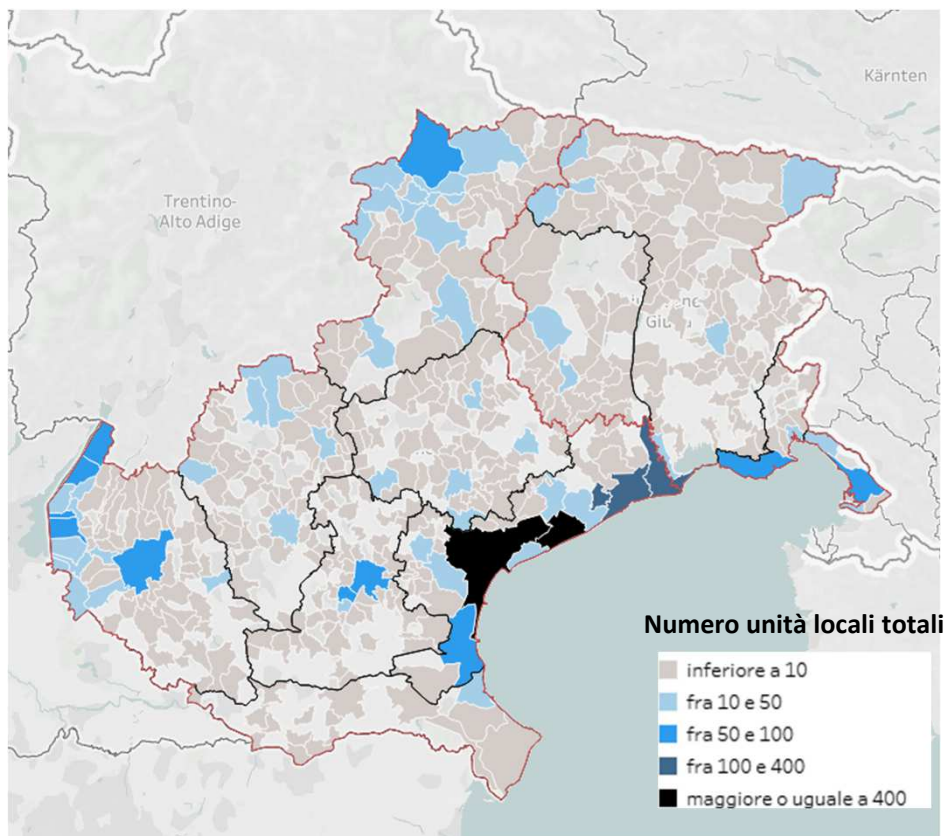 Kärnten
Trentino-
Alto Adige
Numero unità locali totali
inferiore a 10
fra 10 e 50
fra 50 e 100
fra 100 e 400
maggiore o uguale a 400